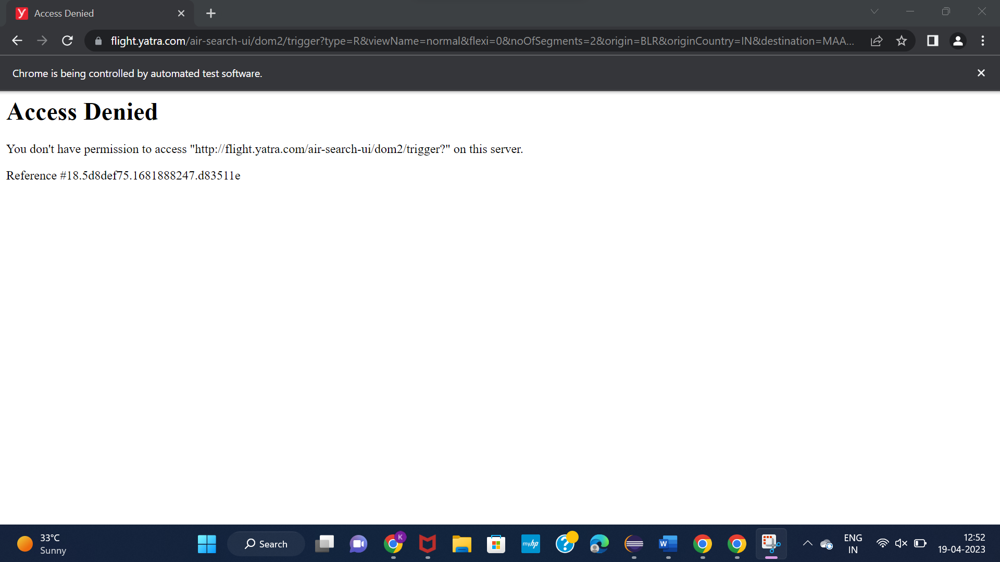 Access Denied
flight.yatra.com/air-search-ui/dom2/trigger?type=R&viewName=normal&flexi=0&noOfSegments=2&origin=BLR&originCountry=IN&destination=MAA...
Chrome is being controlled by automated test software.
Access Denied
You don't have permission to access "http://flight.yatra.com/air-search-ui/dom2/trigger?" on this server.
Reference #18.5d8def75.1681888247.d83511e
33°C
Sunny
Search
K
myhp
W
ENG
IN
12:52
19-04-2023